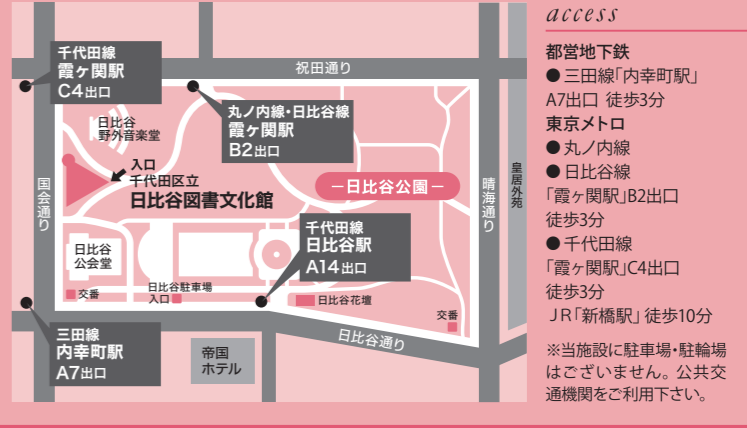 千代田線
霞ヶ関駅
C4出口
祝田通り
丸ノ内線・日比谷線
霞ヶ関駅
B2出口
日比谷
野外音楽堂
入口
千代田区立
日比谷図書文化館
－日比谷公園－
国会通り
晴海通り
皇居外苑
千代田線
日比谷駅
A14出口
日比谷
公会堂
交番
日比谷駐車場
入口
日比谷花壇
交番
三田線
内幸町駅
A7出口
帝国
ホテル
日比谷通り
access
都営地下鉄
●三田線「内幸町駅」
A7出口 徒歩3分
東京メトロ
●丸ノ内線
●日比谷線
「霞ヶ関駅」B2出口
徒歩3分
●千代田線
「霞ヶ関駅」C4出口
徒歩3分
JR「新橋駅」徒歩10分
※当施設に駐車場・駐輪場
はございません。公共交
通機関をご利用下さい。